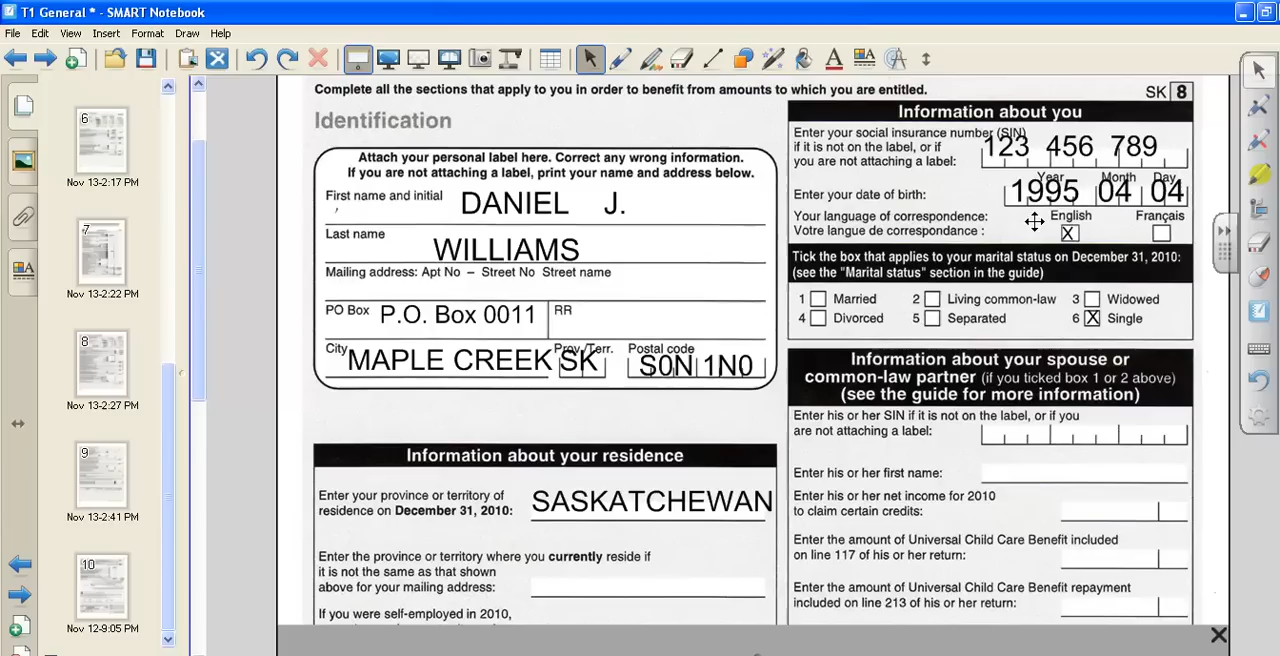 T1 General * - SMART Notebook
File Edit View Insert Format Draw Help
6
Nov 13-2:17 PM
7
Nov 13-2:22 PM
8
Nov 13-2:27 PM
9
Nov 13-2:41 PM
10
Nov 12-9:05 PM
Complete all the sections that apply to you in order to benefit from amounts to which you are entitled.
SK 8
Identification
Attach your personal label here. Correct any wrong information.
If you are not attaching a label, print your name and address below.
First name and initial DANIEL J.
Last name
WILLIAMS
Mailing address: Apt No – Street No Street name
PO Box P.O. Box 0011 RR
City Prov./Terr. Postal code
MAPLE CREEK SK S0N 1N0
Information about your residence
Enter your province or territory of
residence on December 31, 2010: SASKATCHEWAN
Enter the province or territory where you currently reside if
it is not the same as that shown
above for your mailing address:
If you were self-employed in 2010,
Information about you
Enter your social insurance number (SIN)
if it is not on the label, or if
you are not attaching a label: 123 456 789
Year Month Day
Enter your date of birth: 1995 04 04
Your language of correspondence: English Français
Votre langue de correspondance : X
Tick the box that applies to your marital status on December 31, 2010:
(see the "Marital status" section in the guide)
1 Married 2 Living common-law 3 Widowed
4 Divorced 5 Separated 6 X Single
Information about your spouse or
common-law partner (if you ticked box 1 or 2 above)
(see the guide for more information)
Enter his or her SIN if it is not on the label, or if you
are not attaching a label:
Enter his or her first name:
Enter his or her net income for 2010
to claim certain credits:
Enter the amount of Universal Child Care Benefit included
on line 117 of his or her return:
Enter the amount of Universal Child Care Benefit repayment
included on line 213 of his or her return: